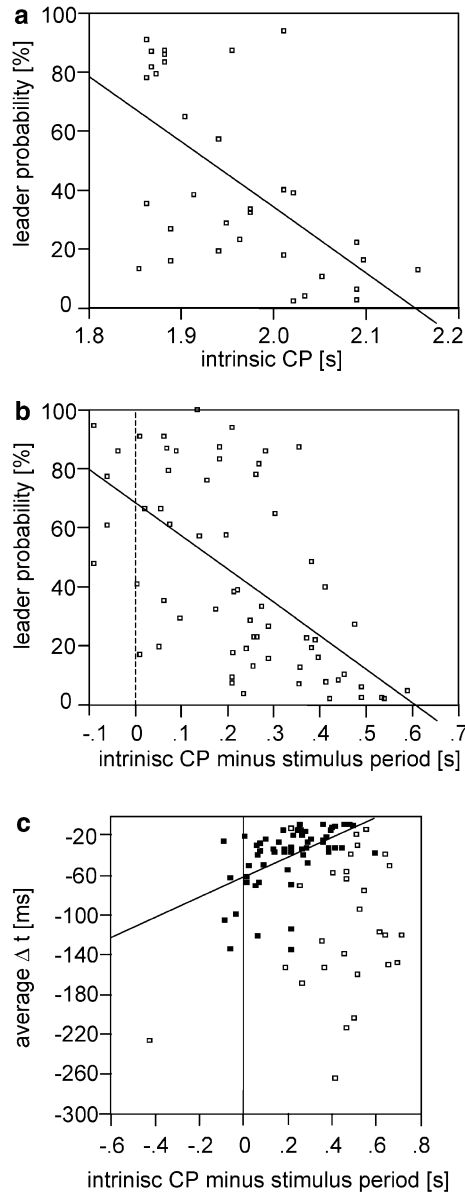 a
leader probability [%]
100
80
60
40
20
0
1.8 1.9 2.0 2.1 2.2
intrinsic CP [s]
b
leader probability [%]
100
80
60
40
20
0
-.1 0 .1 .2 .3 .4 .5 .6 .7
intrinisc CP minus stimulus period [s]
c
average Δ t [ms]
-20
-60
-100
-140
-180
-220
-260
-300
-.6 -.4 -.2 0 .2 .4 .6 .8
intrinisc CP minus stimulus period [s]